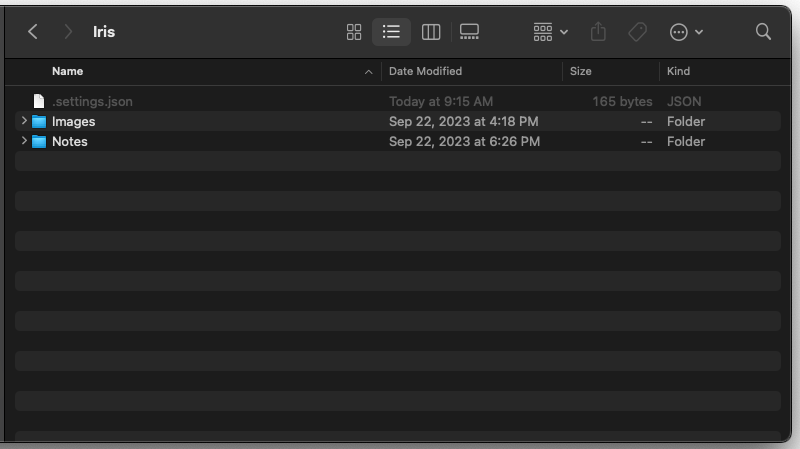 Iris
Name Date Modified Size Kind
.settings.json Today at 9:15 AM 165 bytes JSON
Images Sep 22, 2023 at 4:18 PM -- Folder
Notes Sep 22, 2023 at 6:26 PM -- Folder